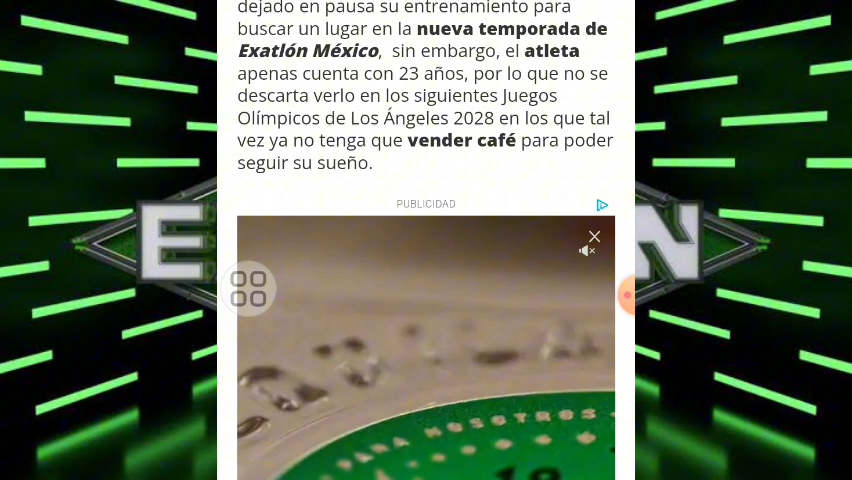 dejado en pausa su entrenamiento para
buscar un lugar en la nueva temporada de
Exatlón México, sin embargo, el atleta
apenas cuenta con 23 años, por lo que no se
descarta verlo en los siguientes Juegos
Olímpicos de Los Ángeles 2028 en los que tal
vez ya no tenga que vender café para poder
seguir su sueño.
PUBLICIDAD
E
N
PARA NOSOTROS